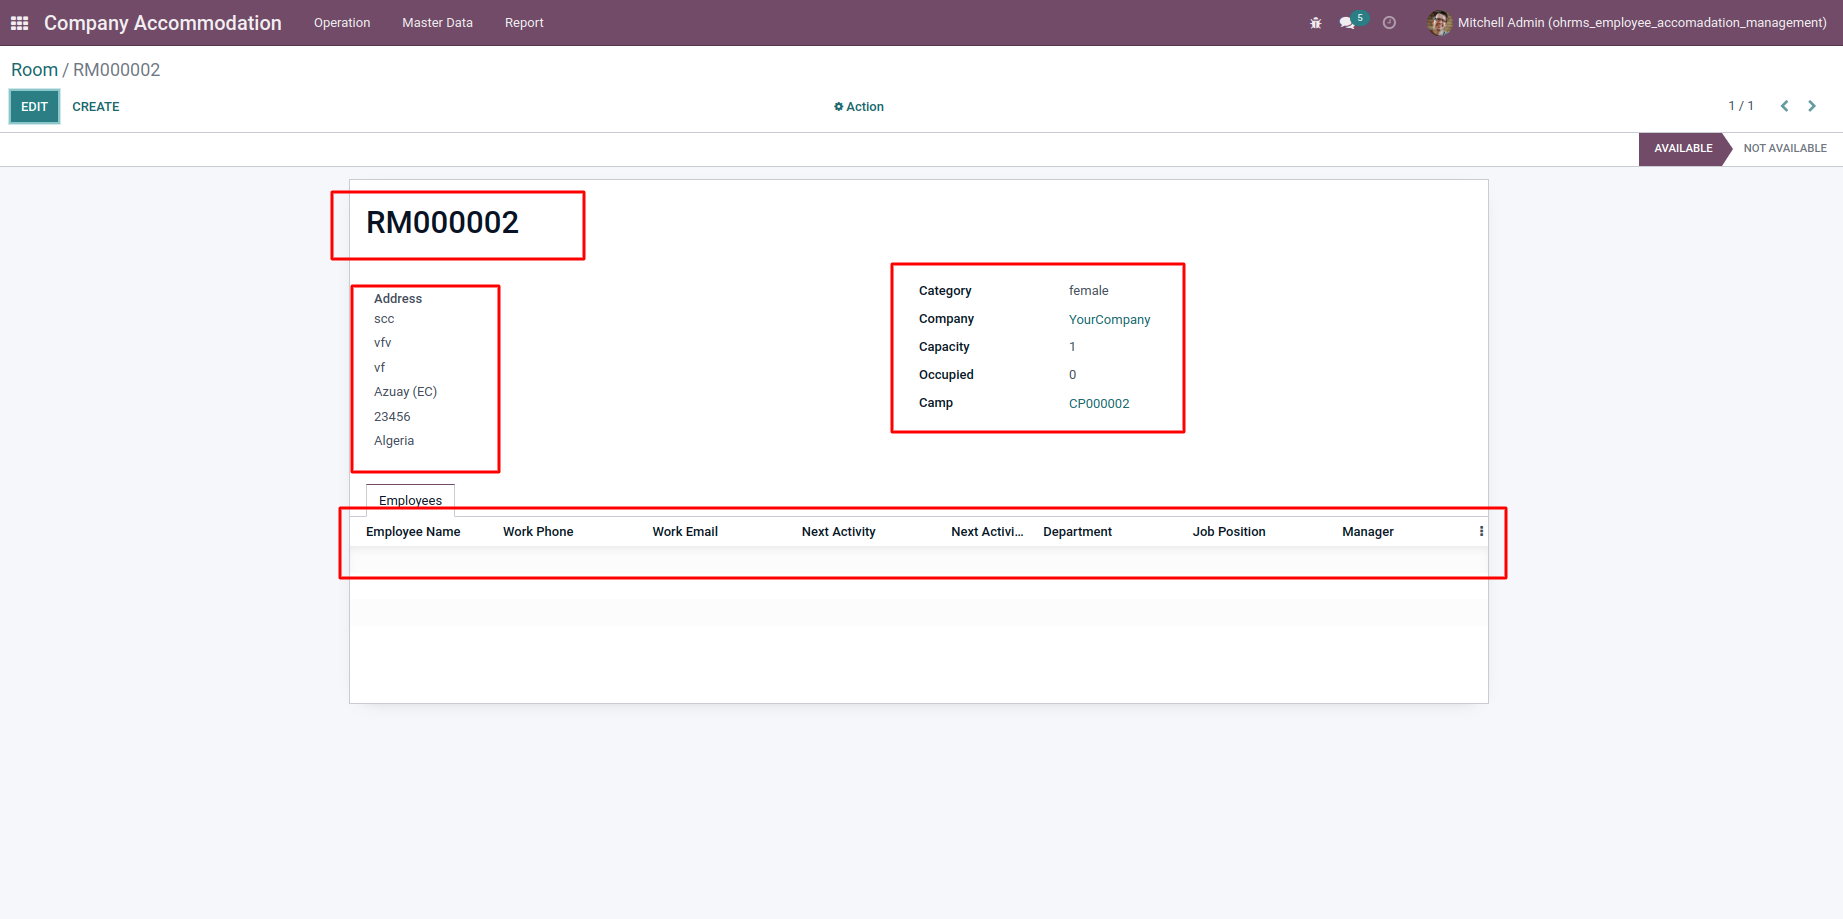 Company Accommodation Operation Master Data Report 5 Mitchell Admin (ohrms_employee_accomadation_management)
Room / RM000002
EDIT CREATE Action 1 / 1
AVAILABLE NOT AVAILABLE
RM000002
Address
scc
vfv
vf
Azuay (EC)
23456
Algeria
Category female
Company YourCompany
Capacity 1
Occupied 0
Camp CP000002
Employees
Employee Name Work Phone Work Email Next Activity Next Activi... Department Job Position Manager